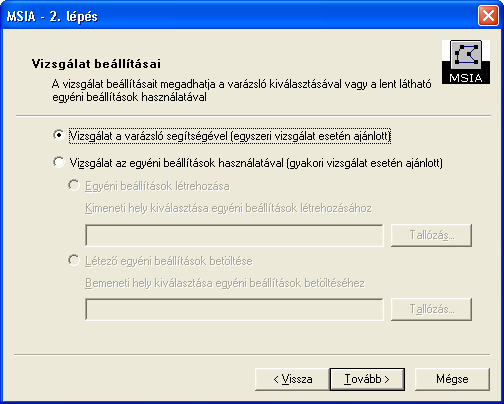 MSIA - 2. lépés
Vizsgálat beállításai
A vizsgálat beállításait megadhatja a varázsló kiválasztásával vagy a lent látható
egyéni beállítások használatával
MSIA
Vizsgálat a varázsló segítségével (egyszeri vizsgálat esetén ajánlott)
Vizsgálat az egyéni beállítások használatával (gyakori vizsgálat esetén ajánlott)
Egyéni beállítások létrehozása
Kimeneti hely kiválasztása egyéni beállítások létrehozásához
Tallózás...
Létező egyéni beállítások betöltése
Bemeneti hely kiválasztása egyéni beállítások betöltéséhez
Tallózás...
< Vissza
Tovább >
Mégse